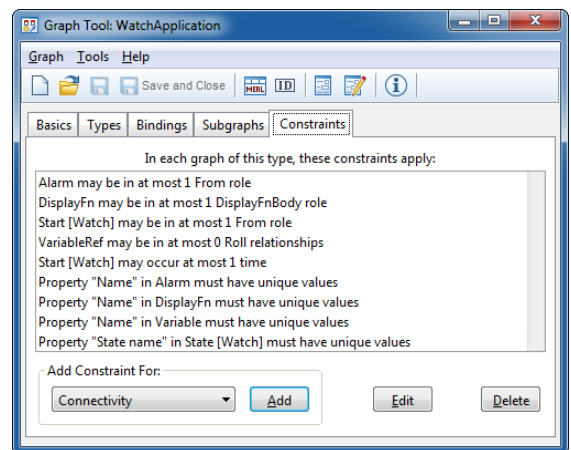 Graph Tool: WatchApplication
Graph Tools Help
Save and Close MERL ID
Basics Types Bindings Subgraphs Constraints
In each graph of this type, these constraints apply:
Alarm may be in at most 1 From role
DisplayFn may be in at most 1 DisplayFnBody role
Start [Watch] may be in at most 1 From role
VariableRef may be in at most 0 Roll relationships
Start [Watch] may occur at most 1 time
Property "Name" in Alarm must have unique values
Property "Name" in DisplayFn must have unique values
Property "Name" in Variable must have unique values
Property "State name" in State [Watch] must have unique values
Add Constraint For:
Connectivity Add Edit Delete